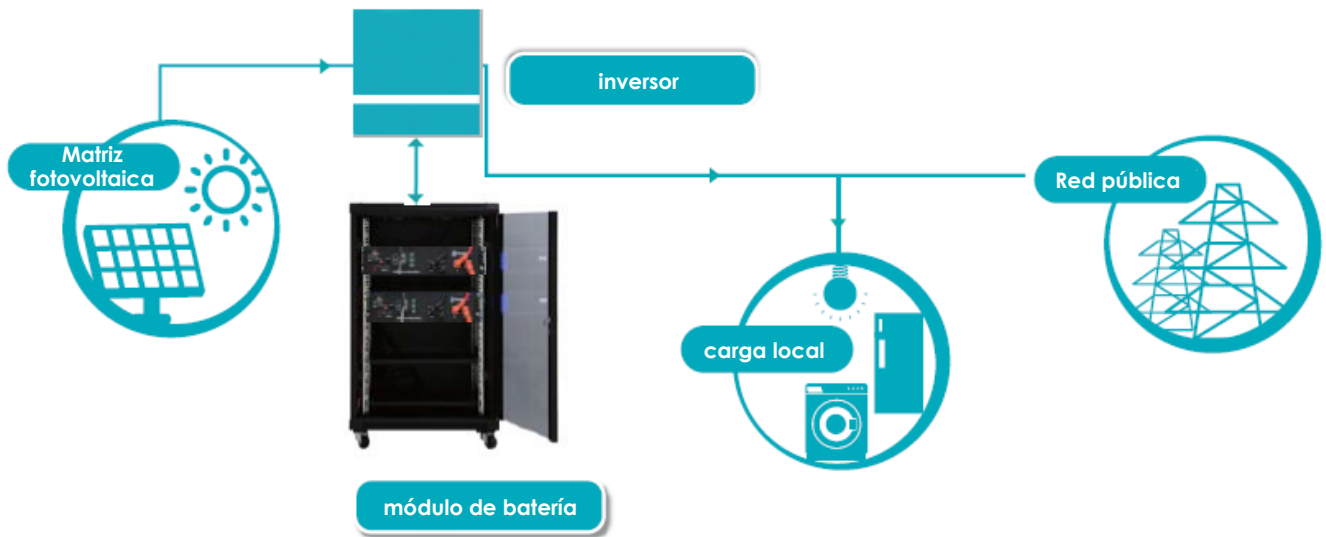 inversor
Matriz
fotovoltaica
Red pública
carga local
módulo de batería